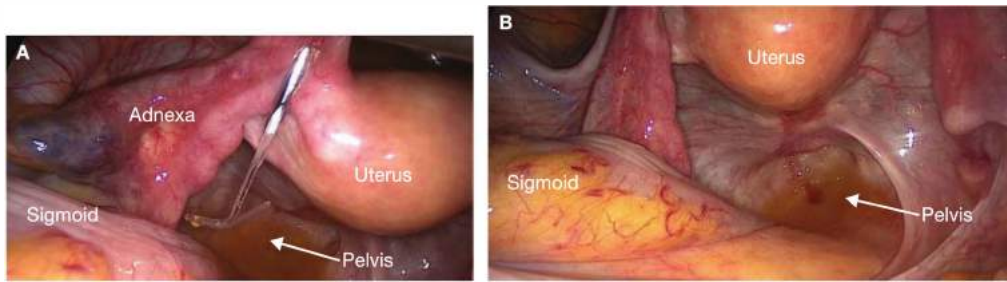 A
Adnexa
Uterus
Sigmoid
Pelvis
B
Uterus
Sigmoid
Pelvis